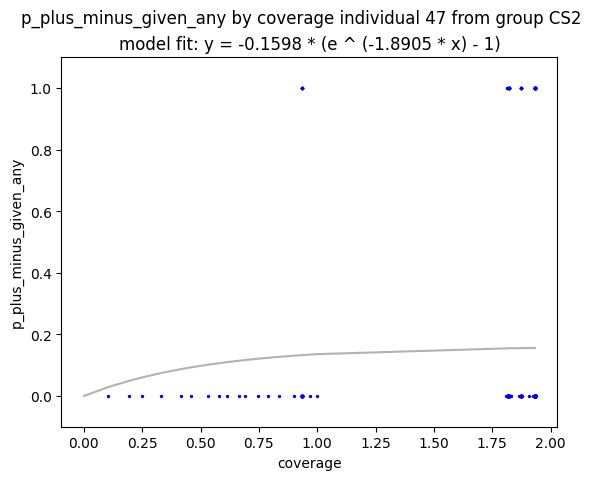 p_plus_minus_given_any by coverage individual 47 from group CS2
model fit: y = -0.1598 * (e ^ (-1.8905 * x) - 1)
1.0
0.8
0.6
0.4
0.2
0.0
p_plus_minus_given_any
0.00 0.25 0.50 0.75 1.00 1.25 1.50 1.75 2.00
coverage